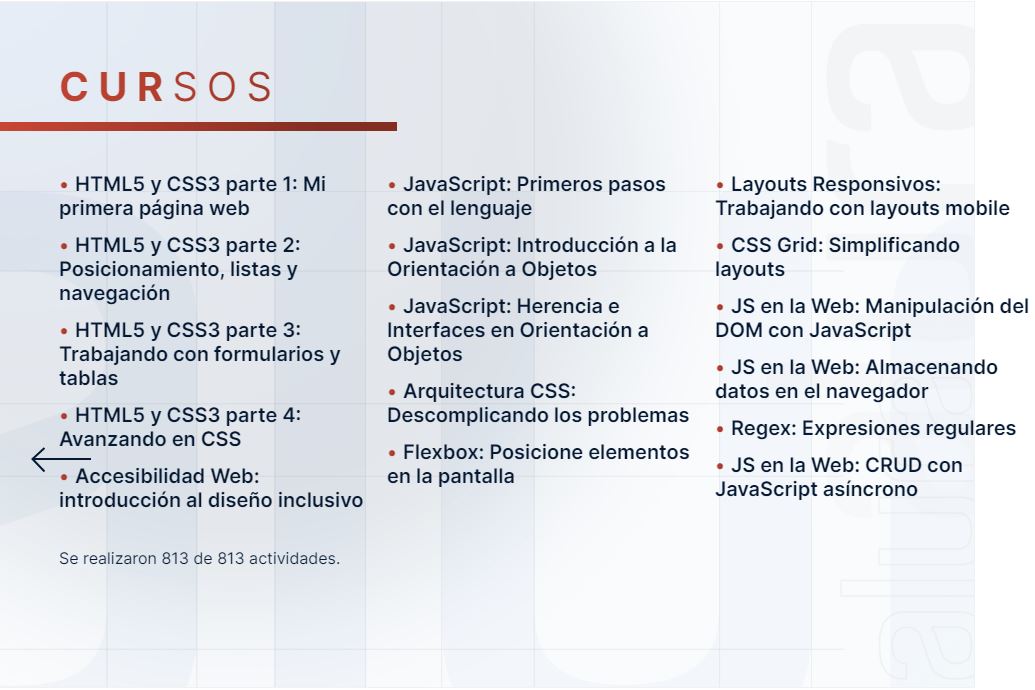 CURSOS
• HTML5 y CSS3 parte 1: Mi
primera página web
• HTML5 y CSS3 parte 2:
Posicionamiento, listas y
navegación
• HTML5 y CSS3 parte 3:
Trabajando con formularios y
tablas
• HTML5 y CSS3 parte 4:
Avanzando en CSS
• Accesibilidad Web:
introducción al diseño inclusivo
• JavaScript: Primeros pasos
con el lenguaje
• JavaScript: Introducción a la
Orientación a Objetos
• JavaScript: Herencia e
Interfaces en Orientación a
Objetos
• Arquitectura CSS:
Descomplicando los problemas
• Flexbox: Posicione elementos
en la pantalla
• Layouts Responsivos:
Trabajando con layouts mobile
• CSS Grid: Simplificando
layouts
• JS en la Web: Manipulación del
DOM con JavaScript
• JS en la Web: Almacenando
datos en el navegador
• Regex: Expresiones regulares
• JS en la Web: CRUD con
JavaScript asíncrono
Se realizaron 813 de 813 actividades.
alura